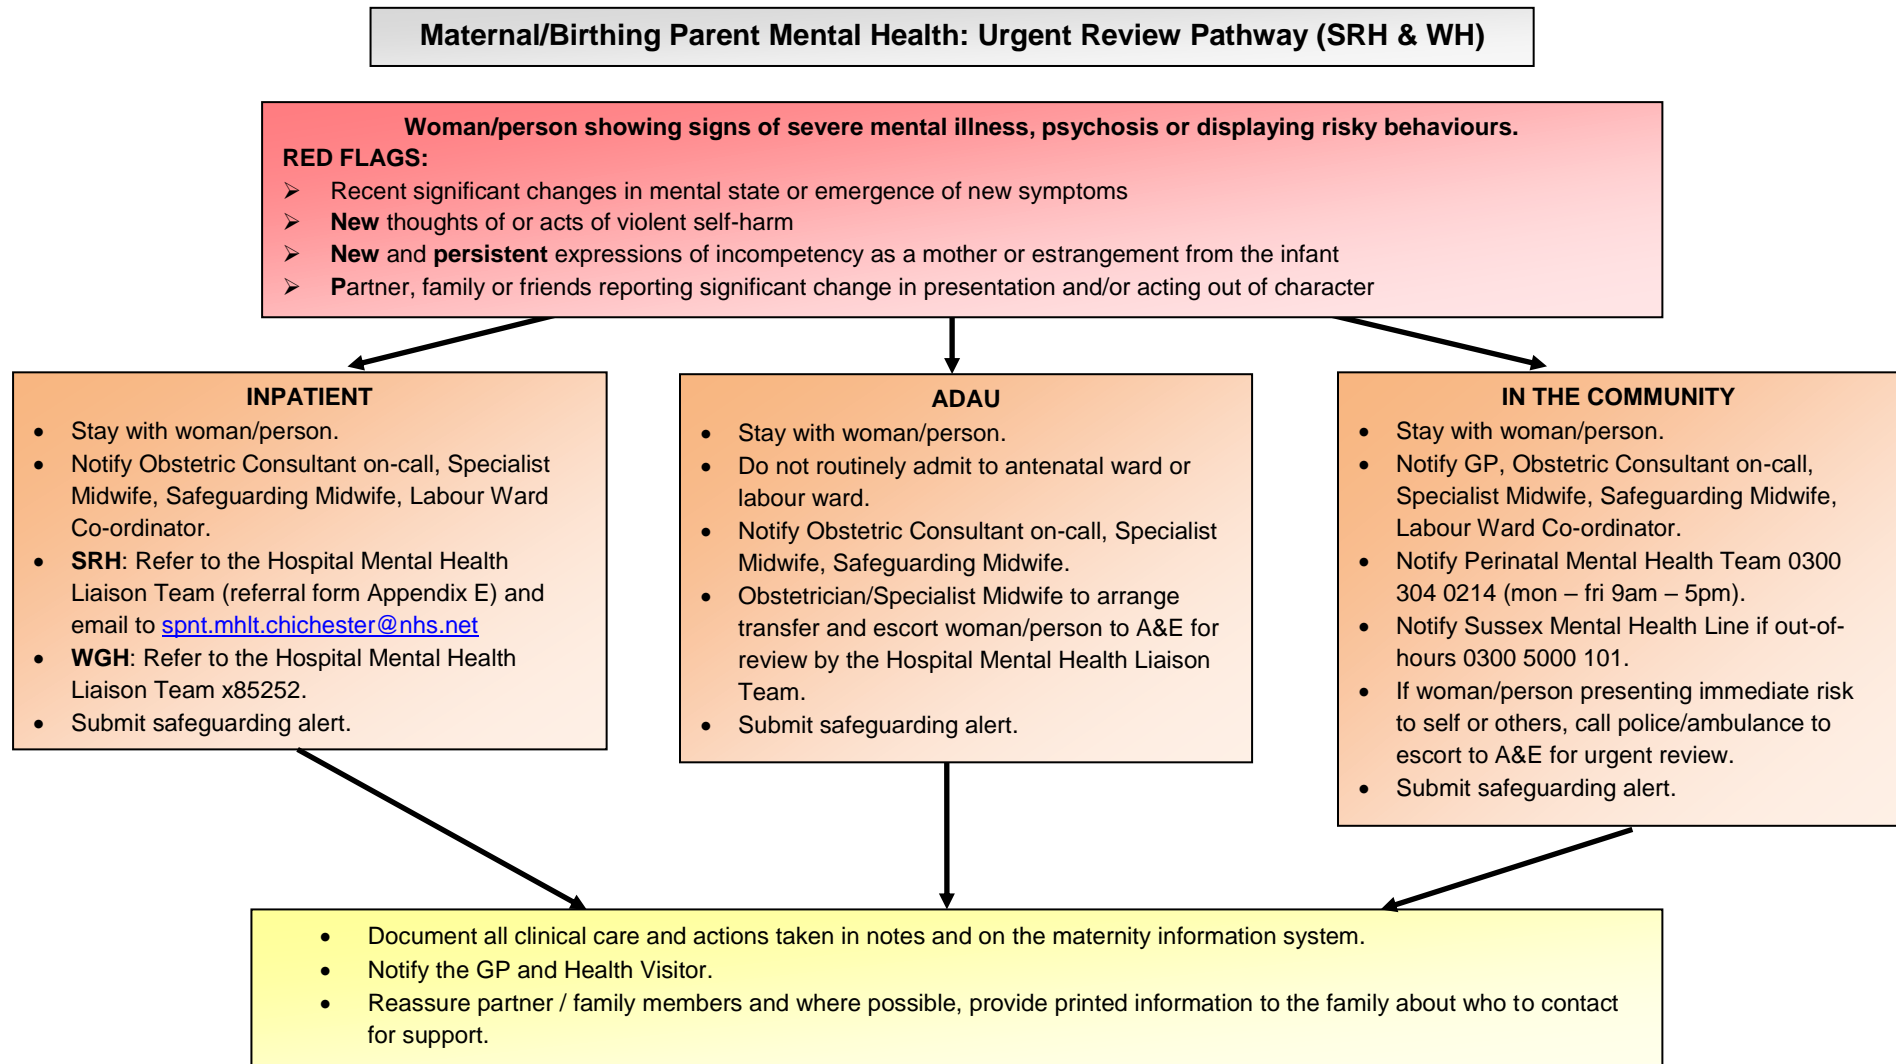 Maternal/Birthing Parent Mental Health: Urgent Review Pathway (SRH & WH)
Woman/person showing signs of severe mental illness, psychosis or displaying risky behaviours.
RED FLAGS:
➢ Recent significant changes in mental state or emergence of new symptoms
➢ New thoughts of or acts of violent self-harm
➢ New and persistent expressions of incompetency as a mother or estrangement from the infant
➢ Partner, family or friends reporting significant change in presentation and/or acting out of character
INPATIENT
• Stay with woman/person.
• Notify Obstetric Consultant on-call, Specialist
Midwife, Safeguarding Midwife, Labour Ward
Co-ordinator.
• SRH: Refer to the Hospital Mental Health
Liaison Team (referral form Appendix E) and
email to spnt.mhlt.chichester@nhs.net
• WGH: Refer to the Hospital Mental Health
Liaison Team x85252.
• Submit safeguarding alert.
ADAU
• Stay with woman/person.
• Do not routinely admit to antenatal ward or
labour ward.
• Notify Obstetric Consultant on-call, Specialist
Midwife, Safeguarding Midwife.
• Obstetrician/Specialist Midwife to arrange
transfer and escort woman/person to A&E for
review by the Hospital Mental Health Liaison
Team.
• Submit safeguarding alert.
IN THE COMMUNITY
• Stay with woman/person.
• Notify GP, Obstetric Consultant on-call,
Specialist Midwife, Safeguarding Midwife,
Labour Ward Co-ordinator.
• Notify Perinatal Mental Health Team 0300
304 0214 (mon – fri 9am – 5pm).
• Notify Sussex Mental Health Line if out-of-
hours 0300 5000 101.
• If woman/person presenting immediate risk
to self or others, call police/ambulance to
escort to A&E for urgent review.
• Submit safeguarding alert.
• Document all clinical care and actions taken in notes and on the maternity information system.
• Notify the GP and Health Visitor.
• Reassure partner / family members and where possible, provide printed information to the family about who to contact
for support.